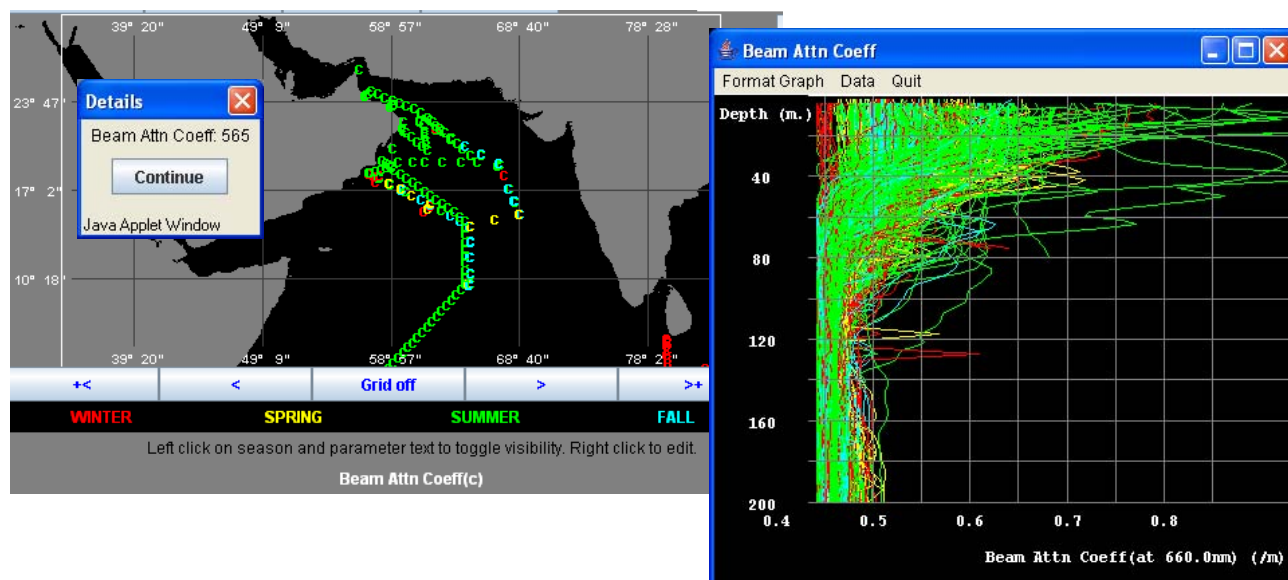 39° 20" 49° 9" 58° 57" 68° 40" 78° 28"
23° 47'
17° 2'
10° 18'
Details
Beam Attn Coeff: 565
Continue
Java Applet Window
c
39° 20" 49° 9" 58° 57" 68° 40" 78° 28"
+< < Grid off > >+
WINTER SPRING SUMMER FALL
Left click on season and parameter text to toggle visibility. Right click to edit.
Beam Attn Coeff(c)
Beam Attn Coeff
Format Graph Data Quit
Depth (m.)
40
80
120
160
200
0.4 0.5 0.6 0.7 0.8
Beam Attn Coeff(at 660.0nm) (/m)